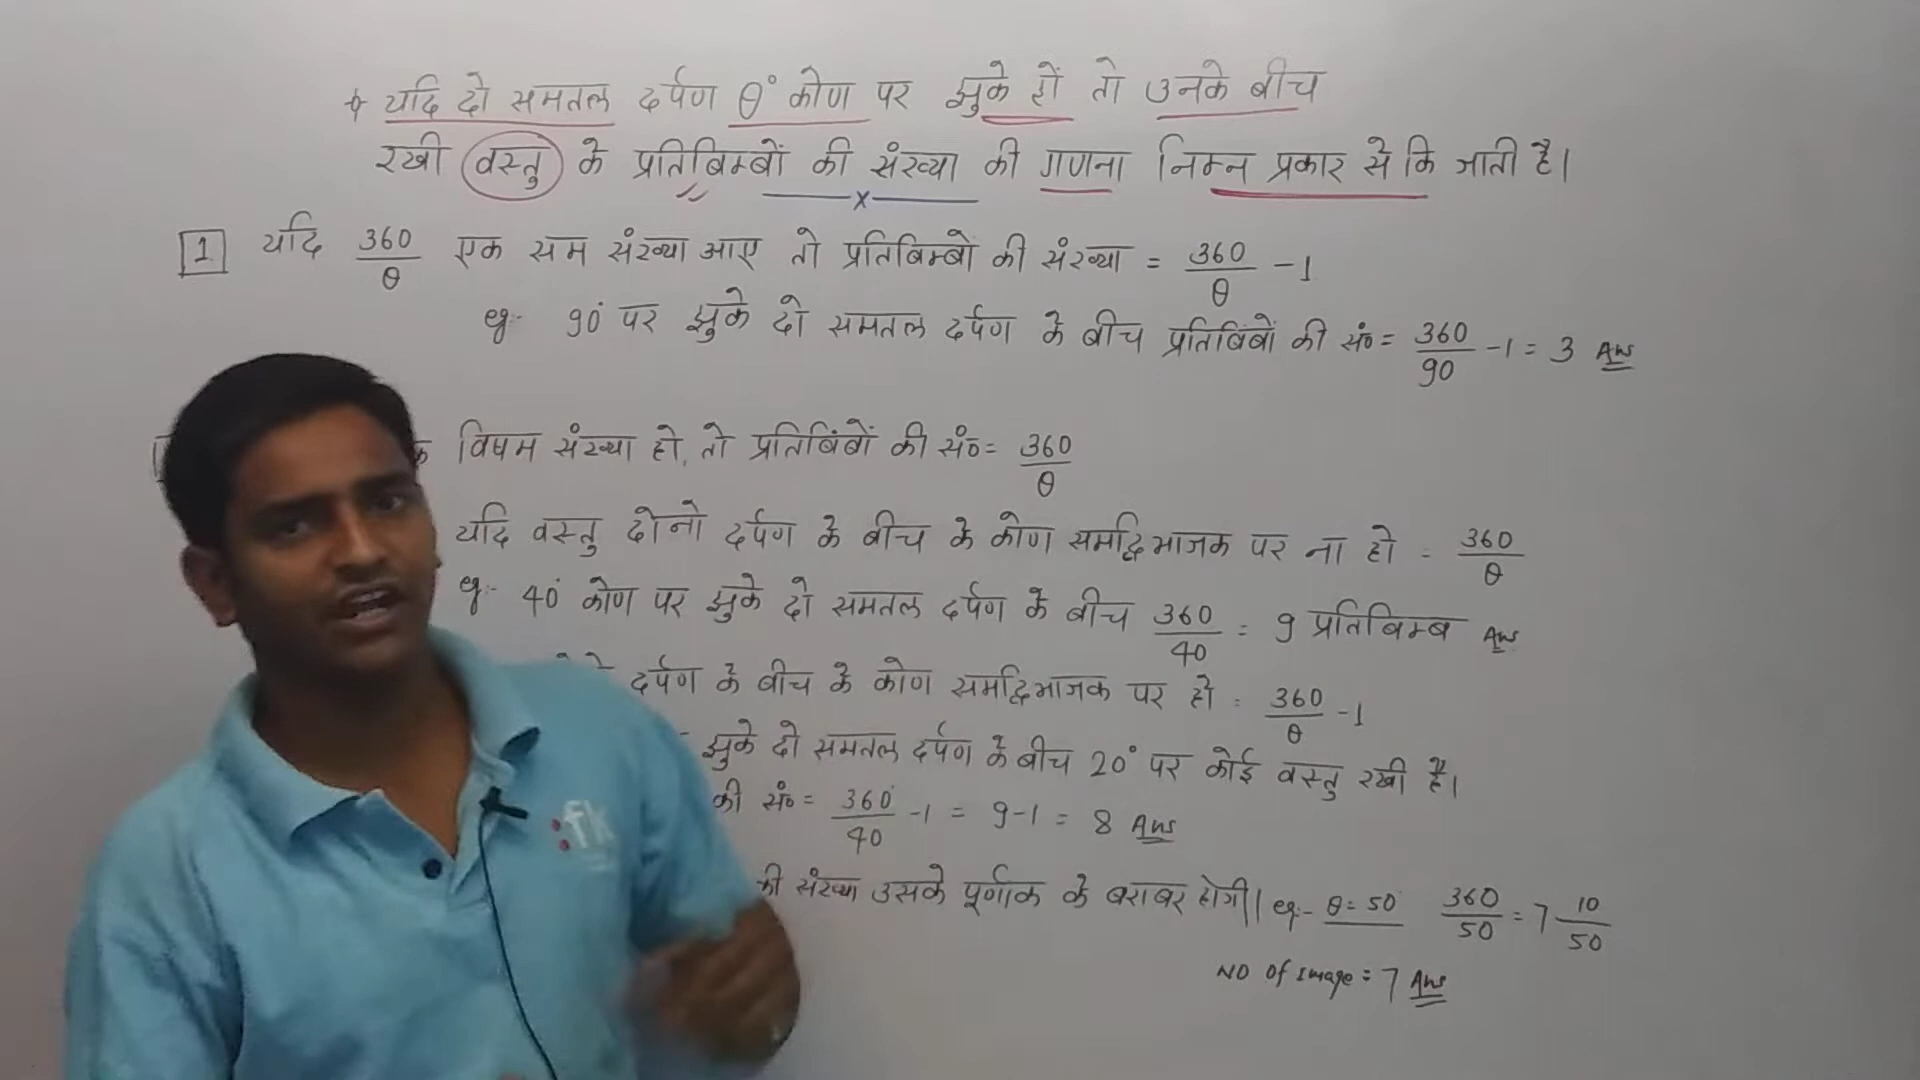 * यदि दो समतल दर्पण θ° कोण पर झुके हों तो उनके बीच
रखी वस्तु के प्रतिबिम्बों की संख्या की गणना निम्न प्रकार से कि जाती है।
1 यदि 360/θ एक सम संख्या आए तो प्रतिबिम्बो की संख्या = 360/θ - 1
eg:- 90° पर झुके दो समतल दर्पण के बीच प्रतिबिंबों की सं० = 360/90 - 1 = 3 Ans
विषम संख्या हो, तो प्रतिबिंबों की सं० = 360/θ
यदि वस्तु दोनो दर्पण के बीच के कोण समद्विभाजक पर ना हो = 360/θ
eg:- 40° कोण पर झुके दो समतल दर्पण के बीच 360/40 = 9 प्रतिबिम्ब Ans
दर्पण के बीच के कोण समद्विभाजक पर हो = 360/θ - 1
झुके दो समतल दर्पण के बीच 20° पर कोई वस्तु रखी है।
की सं० = 360/40 - 1 = 9 - 1 = 8 Ans
की संख्या उसके पूर्णाक के बराबर होगी।। eg:- θ = 50 360/50 = 7 10/50
NO Of Image = 7 Ans
:fk